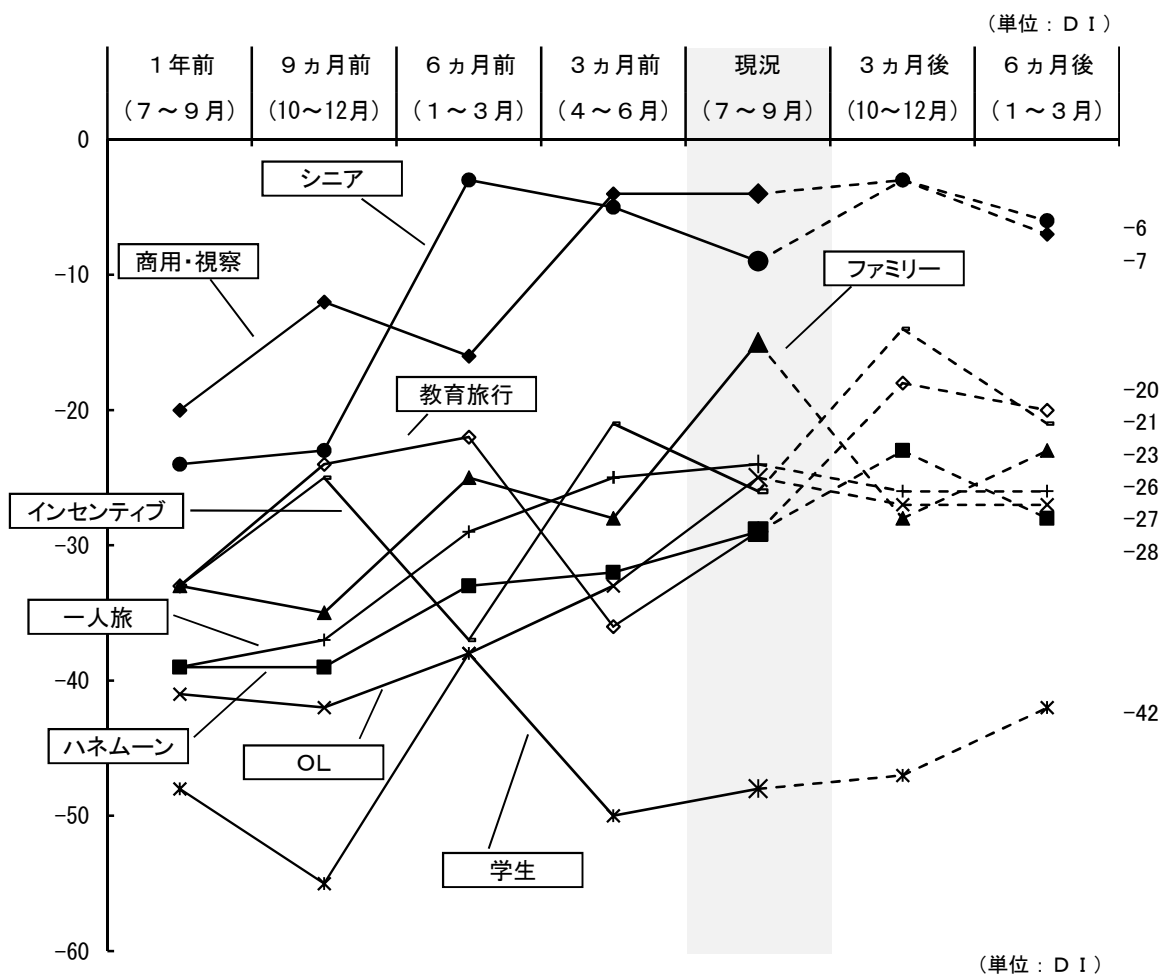 （単位：ＤＩ）
１年前 ９ヵ月前 ６ヵ月前 ３ヵ月前 現況 ３ヵ月後 ６ヵ月後
（７～９月） (10～12月) （１～３月） （４～６月） （７～９月） (10～12月) （１～３月）
0
シニア
商用・視察
ファミリー
-6
-7
-10
教育旅行
-20
-20
-21
-23
インセンティブ
-26
-27
-28
-30
一人旅
-40
ハネムーン
OL
-42
-50
学生
-60
（単位：ＤＩ）